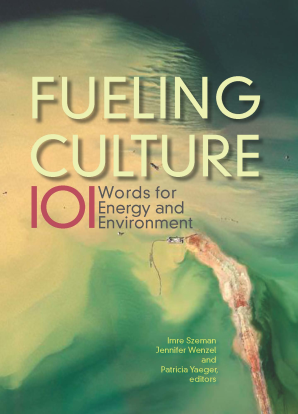 FUELING
CULTURE
101 Words for
Energy and
Environment
Imre Szeman
Jennifer Wenzel
and
Patricia Yaeger,
editors